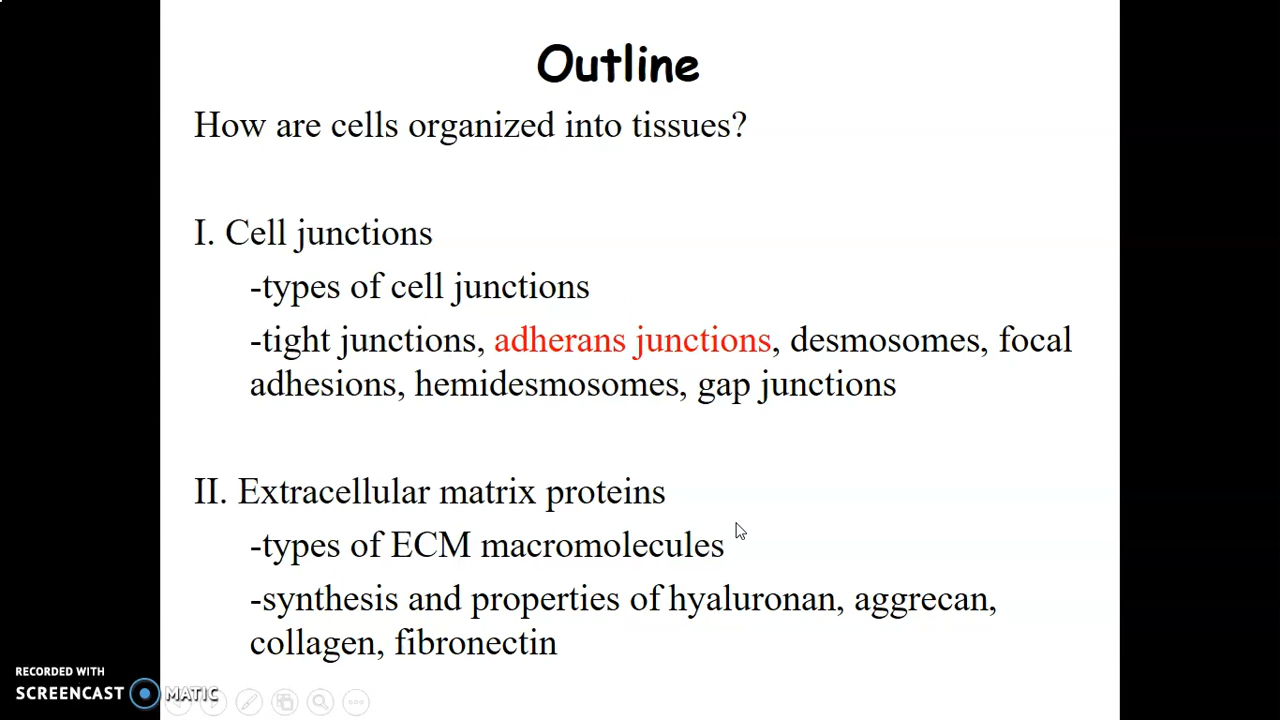 Outline
How are cells organized into tissues?
I. Cell junctions
-types of cell junctions
-tight junctions, adherans junctions, desmosomes, focal
adhesions, hemidesmosomes, gap junctions
II. Extracellular matrix proteins
-types of ECM macromolecules
-synthesis and properties of hyaluronan, aggrecan,
collagen, fibronectin
RECORDED WITH
SCREENCAST MATIC